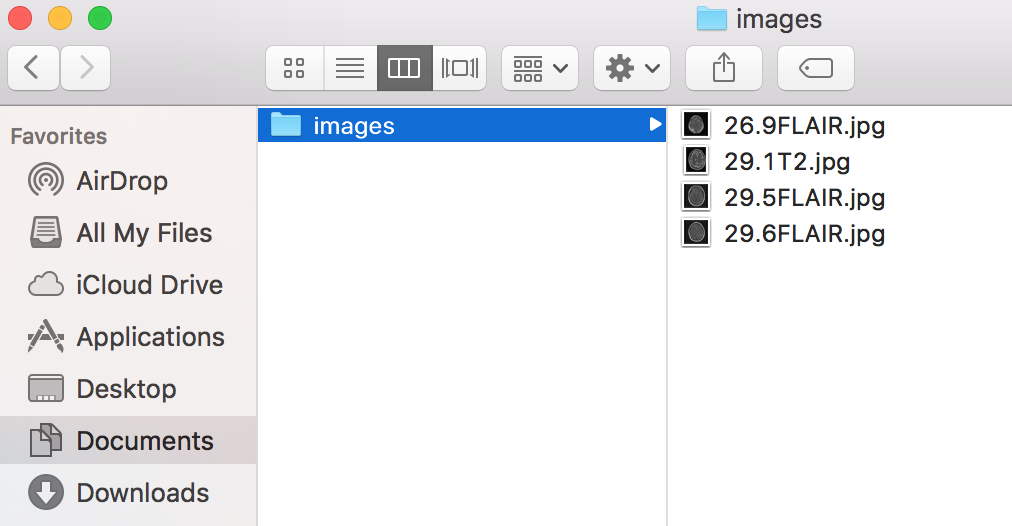 images
Favorites
AirDrop
All My Files
iCloud Drive
Applications
Desktop
Documents
Downloads
images
26.9FLAIR.jpg
29.1T2.jpg
29.5FLAIR.jpg
29.6FLAIR.jpg